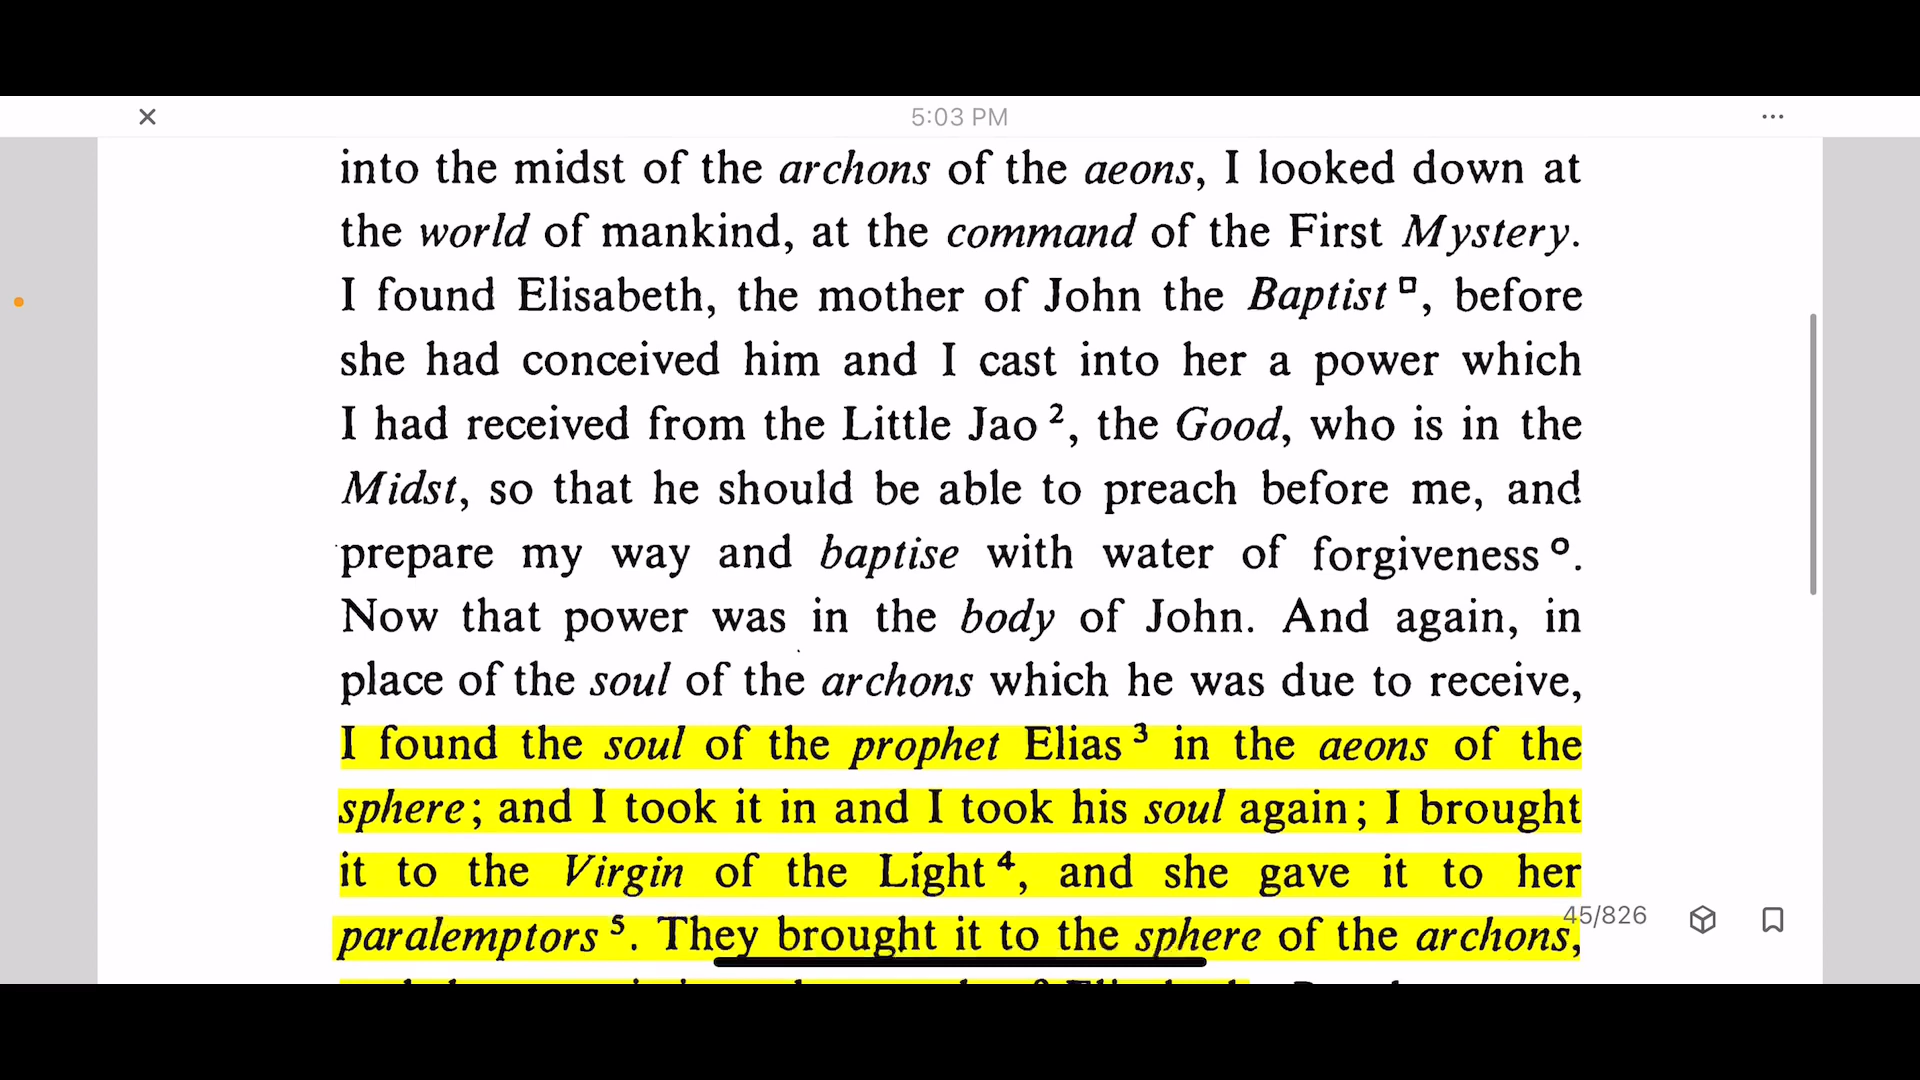 5:03 PM
into the midst of the archons of the aeons, I looked down at
the world of mankind, at the command of the First Mystery.
I found Elisabeth, the mother of John the Baptist □, before
she had conceived him and I cast into her a power which
I had received from the Little Jao ², the Good, who is in the
Midst, so that he should be able to preach before me, and
prepare my way and baptise with water of forgiveness °.
Now that power was in the body of John. And again, in
place of the soul of the archons which he was due to receive,
I found the soul of the prophet Elias ³ in the aeons of the
sphere; and I took it in and I took his soul again; I brought
it to the Virgin of the Light ⁴, and she gave it to her
paralemptors ⁵. They brought it to the sphere of the archons,
45/826